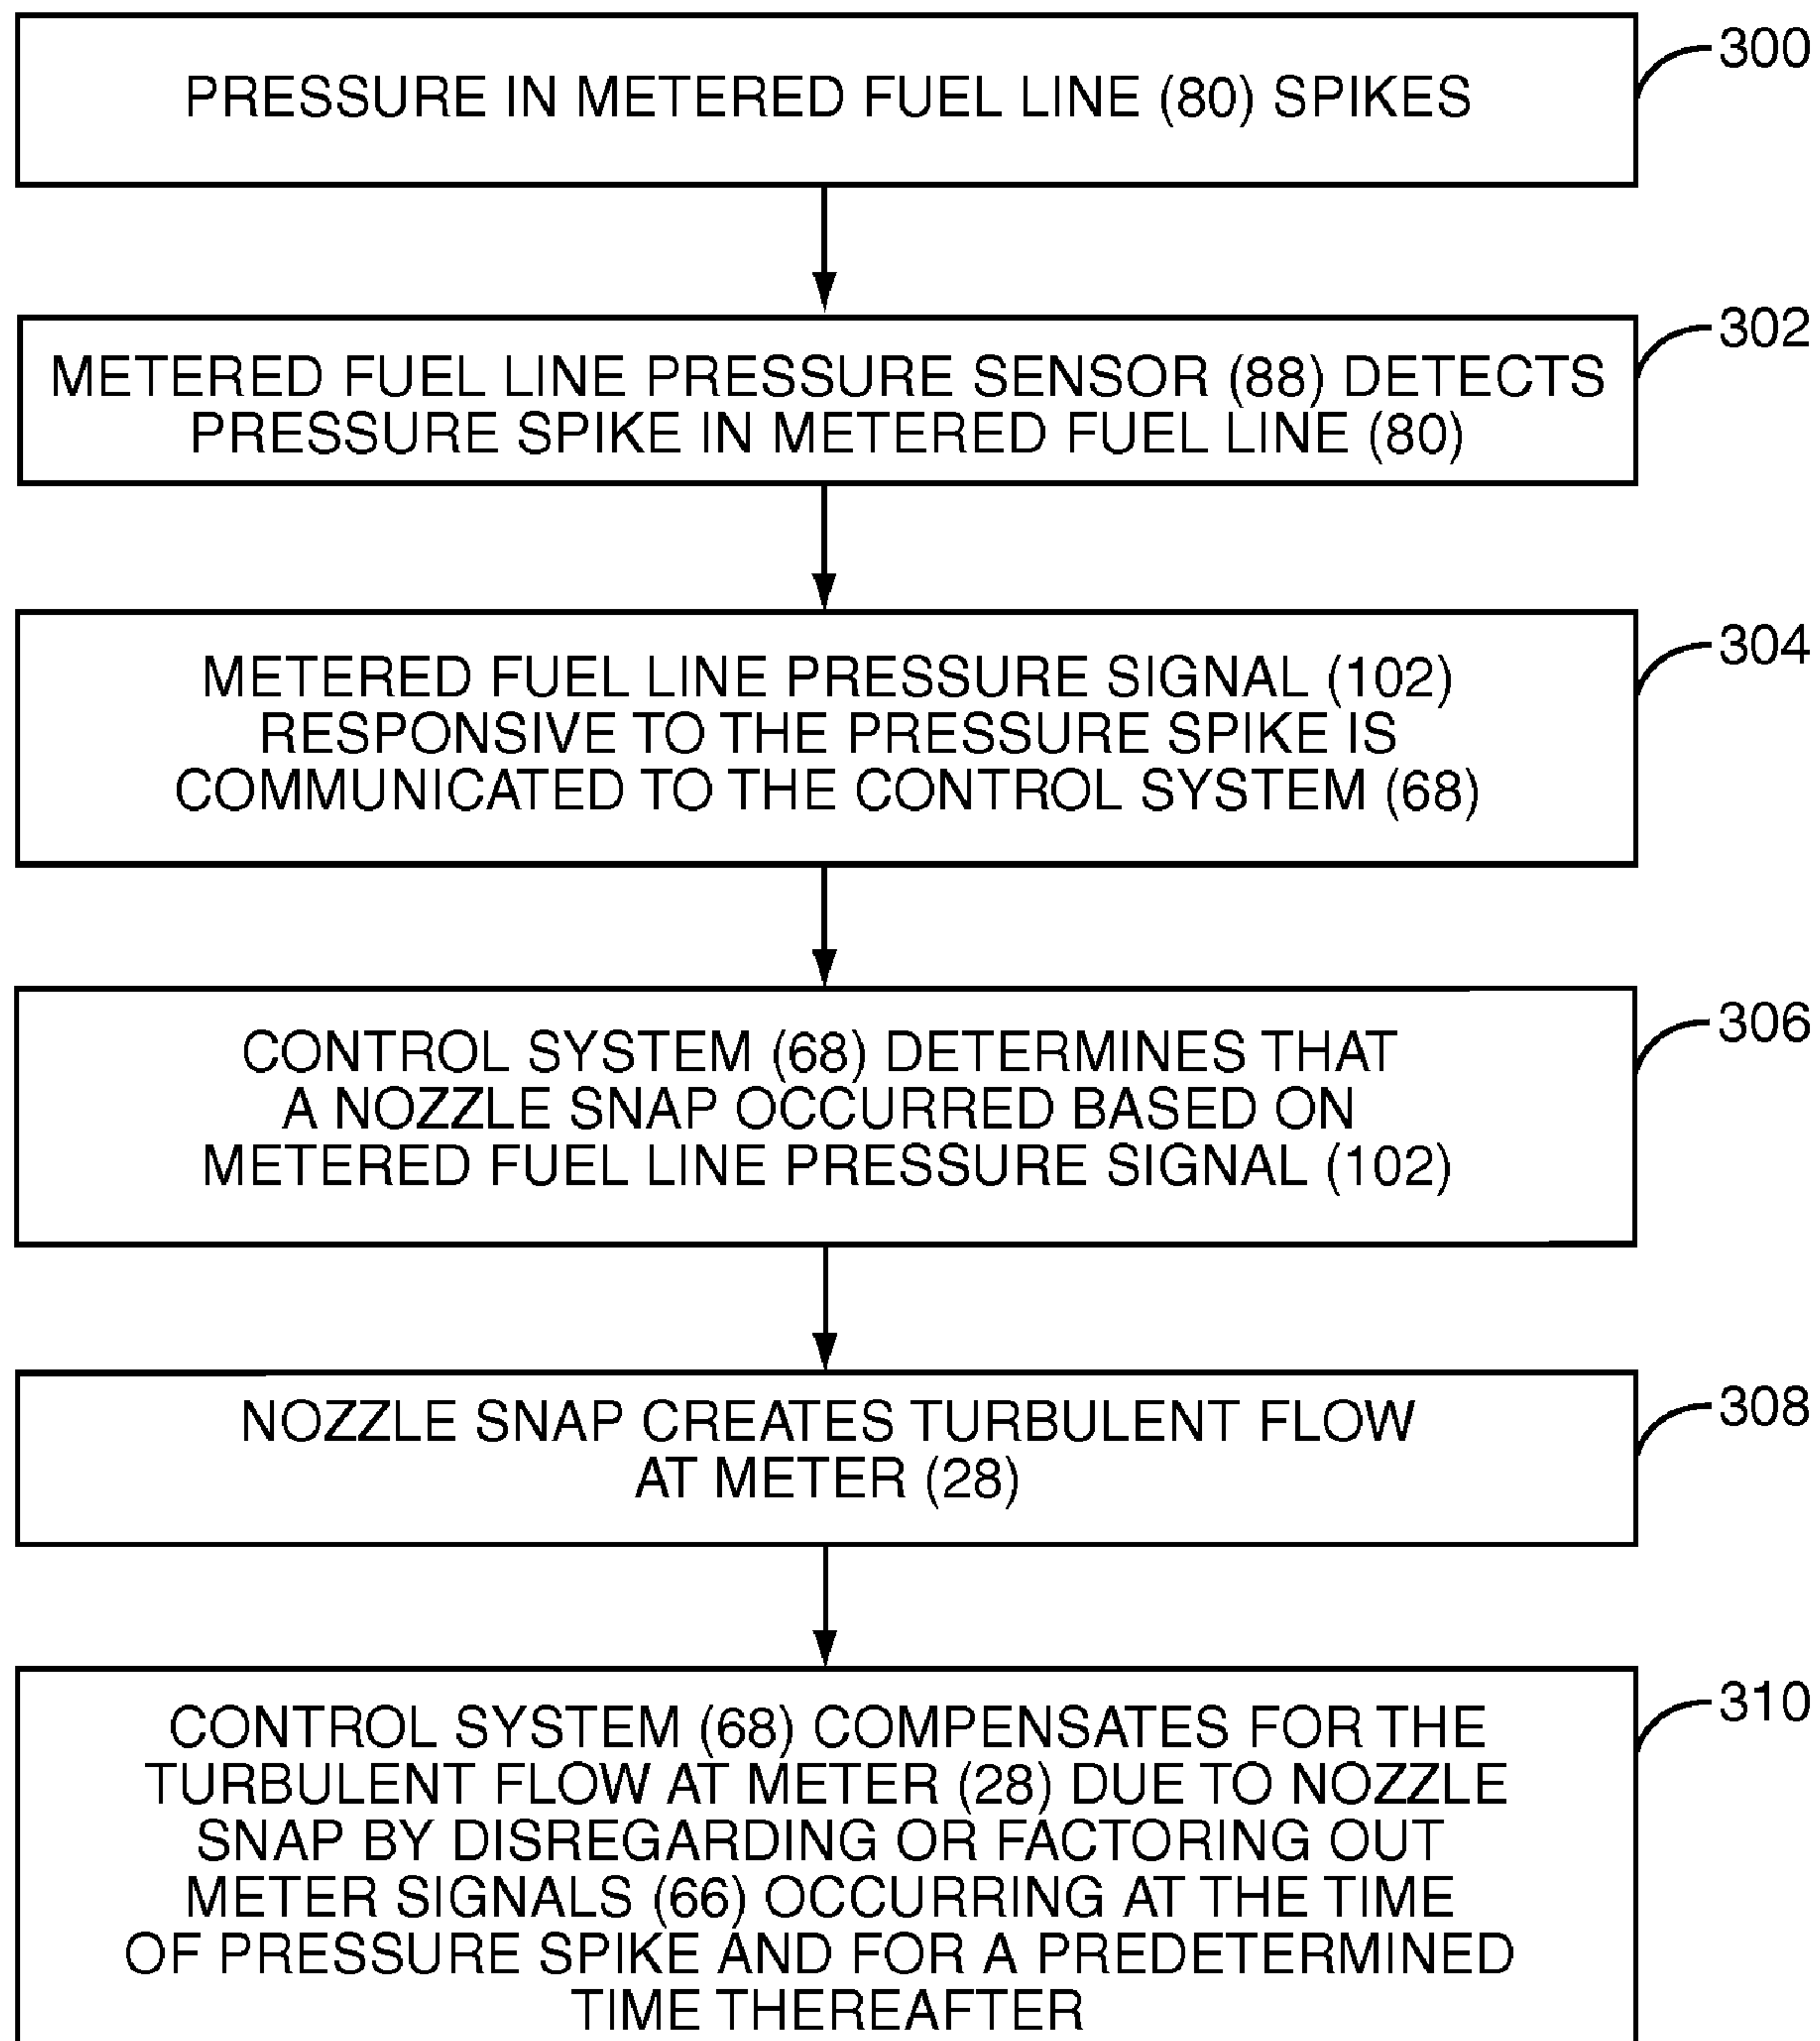 PRESSURE IN METERED FUEL LINE (80) SPIKES
300
METERED FUEL LINE PRESSURE SENSOR (88) DETECTS
PRESSURE SPIKE IN METERED FUEL LINE (80)
302
METERED FUEL LINE PRESSURE SIGNAL (102)
RESPONSIVE TO THE PRESSURE SPIKE IS
COMMUNICATED TO THE CONTROL SYSTEM (68)
304
CONTROL SYSTEM (68) DETERMINES THAT
A NOZZLE SNAP OCCURRED BASED ON
METERED FUEL LINE PRESSURE SIGNAL (102)
306
NOZZLE SNAP CREATES TURBULENT FLOW
AT METER (28)
308
CONTROL SYSTEM (68) COMPENSATES FOR THE
TURBULENT FLOW AT METER (28) DUE TO NOZZLE
SNAP BY DISREGARDING OR FACTORING OUT
METER SIGNALS (66) OCCURRING AT THE TIME
OF PRESSURE SPIKE AND FOR A PREDETERMINED
TIME THEREAFTER
310